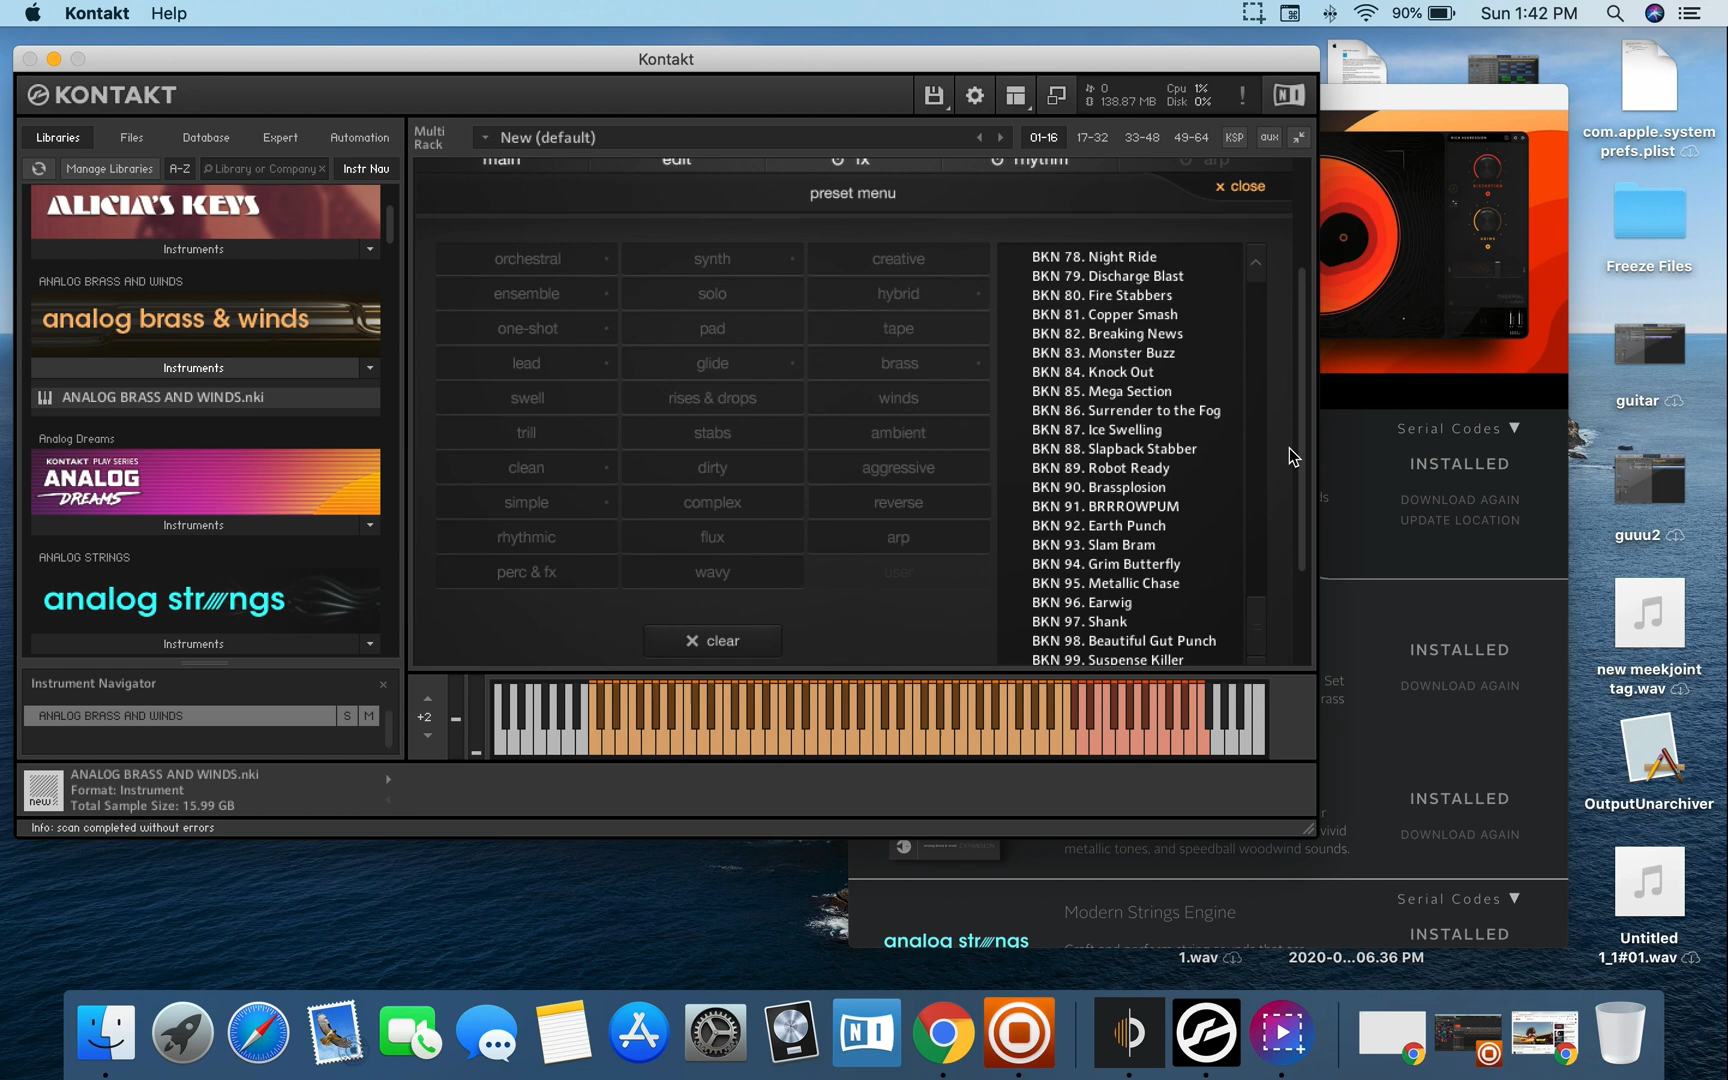 Kontakt Help
90% Sun 1:42 PM
Kontakt
KONTAKT
0
138.87 MB
Cpu 1%
Disk 0%
!
Libraries Files Database Expert Automation
Manage Libraries A-Z Library or Company × Instr Nav
ALICIA'S KEYS
Instruments
ANALOG BRASS AND WINDS
analog brass & winds
Instruments
ANALOG BRASS AND WINDS.nki
Analog Dreams
KONTAKT PLAY SERIES
ANALOG
DREAMS
Instruments
ANALOG STRINGS
analog strings
Instruments
Instrument Navigator ×
ANALOG BRASS AND WINDS S M
Multi
Rack
New (default)
01-16 17-32 33-48 49-64 KSP aux
main edit fx rhythm arp
preset menu
x close
orchestral synth creative
ensemble solo hybrid
one-shot pad tape
lead glide brass
swell rises & drops winds
trill stabs ambient
clean dirty aggressive
simple complex reverse
rhythmic flux arp
perc & fx wavy user
× clear
BKN 78. Night Ride
BKN 79. Discharge Blast
BKN 80. Fire Stabbers
BKN 81. Copper Smash
BKN 82. Breaking News
BKN 83. Monster Buzz
BKN 84. Knock Out
BKN 85. Mega Section
BKN 86. Surrender to the Fog
BKN 87. Ice Swelling
BKN 88. Slapback Stabber
BKN 89. Robot Ready
BKN 90. Brassplosion
BKN 91. BRRROWPUM
BKN 92. Earth Punch
BKN 93. Slam Bram
BKN 94. Grim Butterfly
BKN 95. Metallic Chase
BKN 96. Earwig
BKN 97. Shank
BKN 98. Beautiful Gut Punch
BKN 99. Suspense Killer
+2
new
ANALOG BRASS AND WINDS.nki
Format: Instrument
Total Sample Size: 15.99 GB
Info: scan completed without errors
Serial Codes ▼
INSTALLED
DOWNLOAD AGAIN
UPDATE LOCATION
INSTALLED
DOWNLOAD AGAIN
Set
rass
INSTALLED
DOWNLOAD AGAIN
vivid
metallic tones, and speedball woodwind sounds.
Serial Codes ▼
Modern Strings Engine
INSTALLED
analog strings
1.wav
2020-0...06.36 PM
com.apple.system
prefs.plist
Freeze Files
guitar
guuu2
new meekjoint
tag.wav
OutputUnarchiver
Untitled
1_1#01.wav